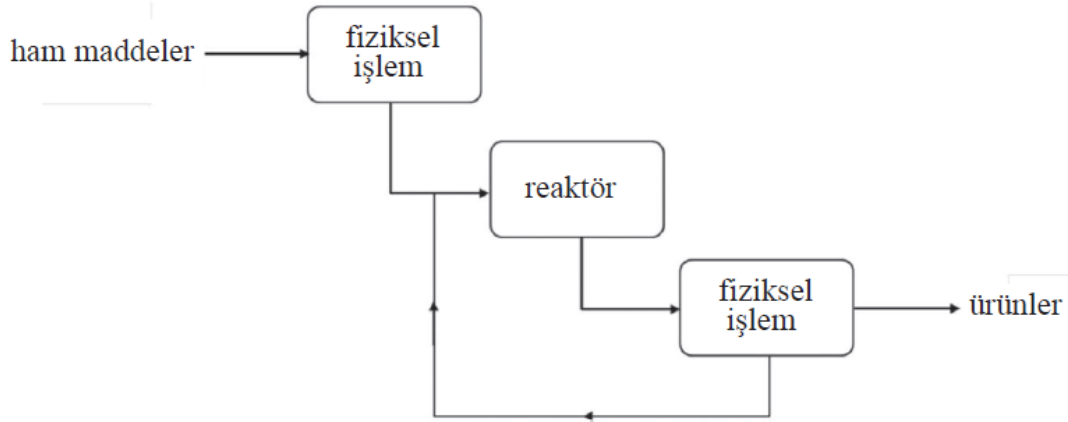 ham maddeler
fiziksel
işlem
reaktör
fiziksel
işlem
ürünler